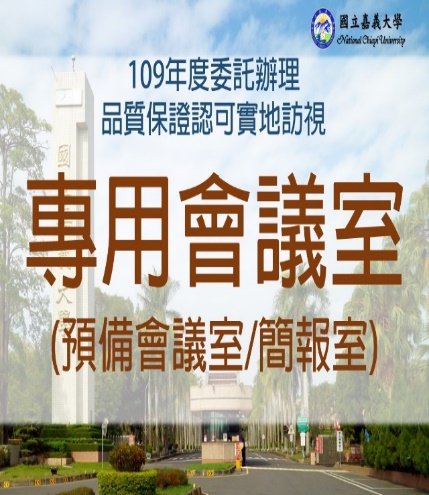 國立嘉義大學
National Chiayi University
109年度委託辦理
品質保證認可實地訪視
專用會議室
(預備會議室/簡報室)